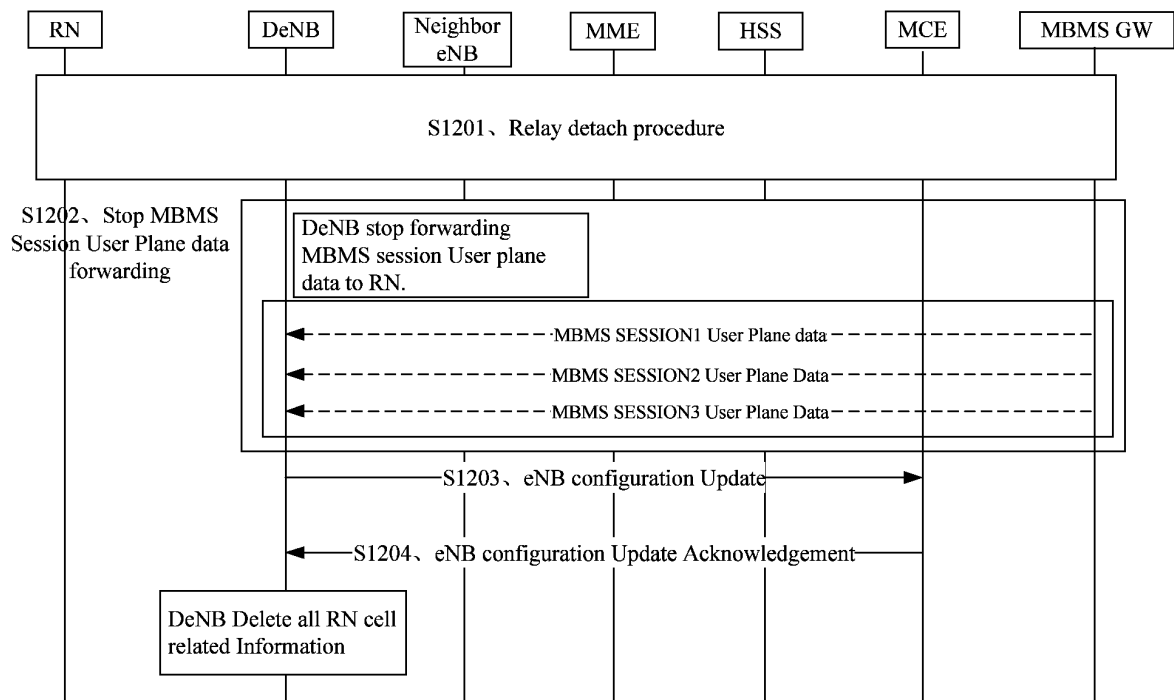 RN
DeNB
Neighbor
eNB
MME
HSS
MCE
MBMS GW
S1201、Relay detach procedure
S1202、Stop MBMS
Session User Plane data
forwarding
DeNB stop forwarding
MBMS session User plane
data to RN.
MBMS SESSION1 User Plane data
MBMS SESSION2 User Plane Data
MBMS SESSION3 User Plane Data
S1203、eNB configuration Update
S1204、eNB configuration Update Acknowledgement
DeNB Delete all RN cell
related Information